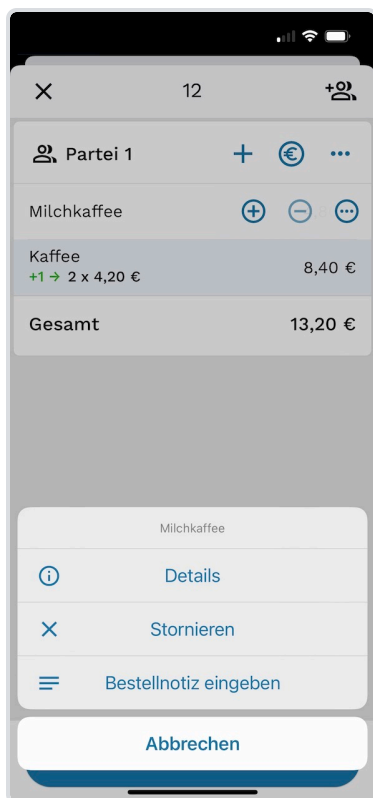 12
Partei 1
Milchkaffee
Kaffee
+1 → 2 x 4,20 € 8,40 €
Gesamt 13,20 €
Milchkaffee
Details
Stornieren
Bestellnotiz eingeben
Abbrechen